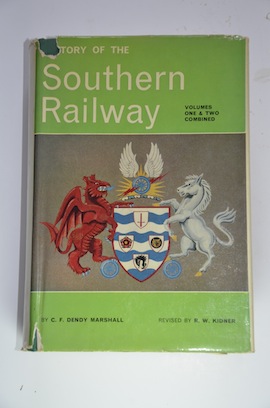 STORY OF THE
Southern
Railway
VOLUMES
ONE & TWO
COMBINED
BY C. F. DENDY MARSHALL
REVISED BY R. W. KIDNER